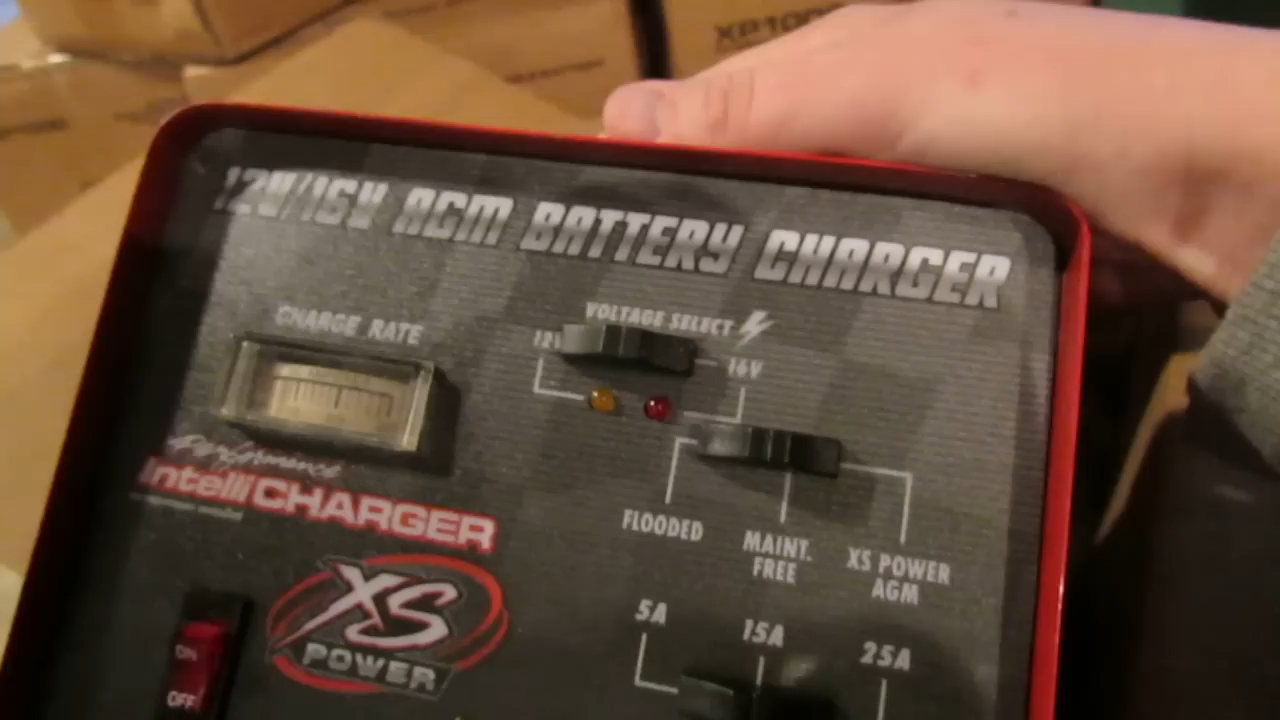 XP100
12V/16V AGM BATTERY CHARGER
CHARGE RATE
VOLTAGE SELECT
12V
16V
Performance
IntelliCHARGER
FLOODED
MAINT.
FREE
XS POWER
AGM
5A
15A
25A
XS
POWER
ON
OFF